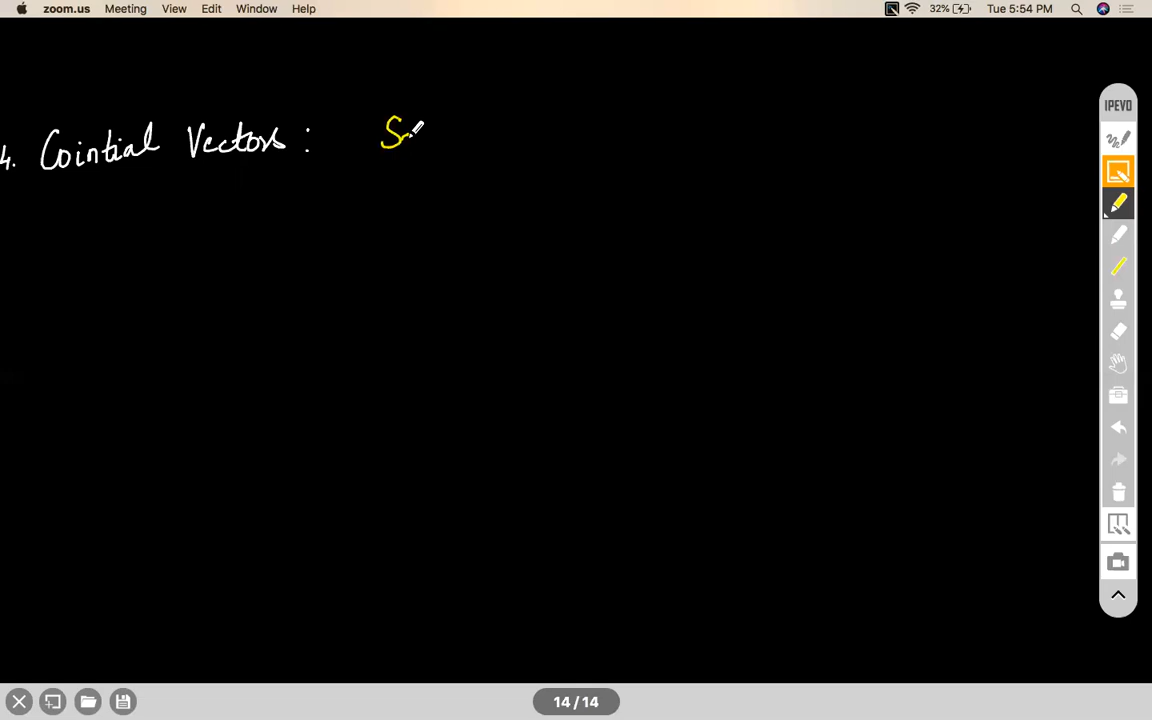 zoom.us Meeting View Edit Window Help 32% Tue 5:54 PM
IPEVO
4. Cointial Vectors : S
14 / 14